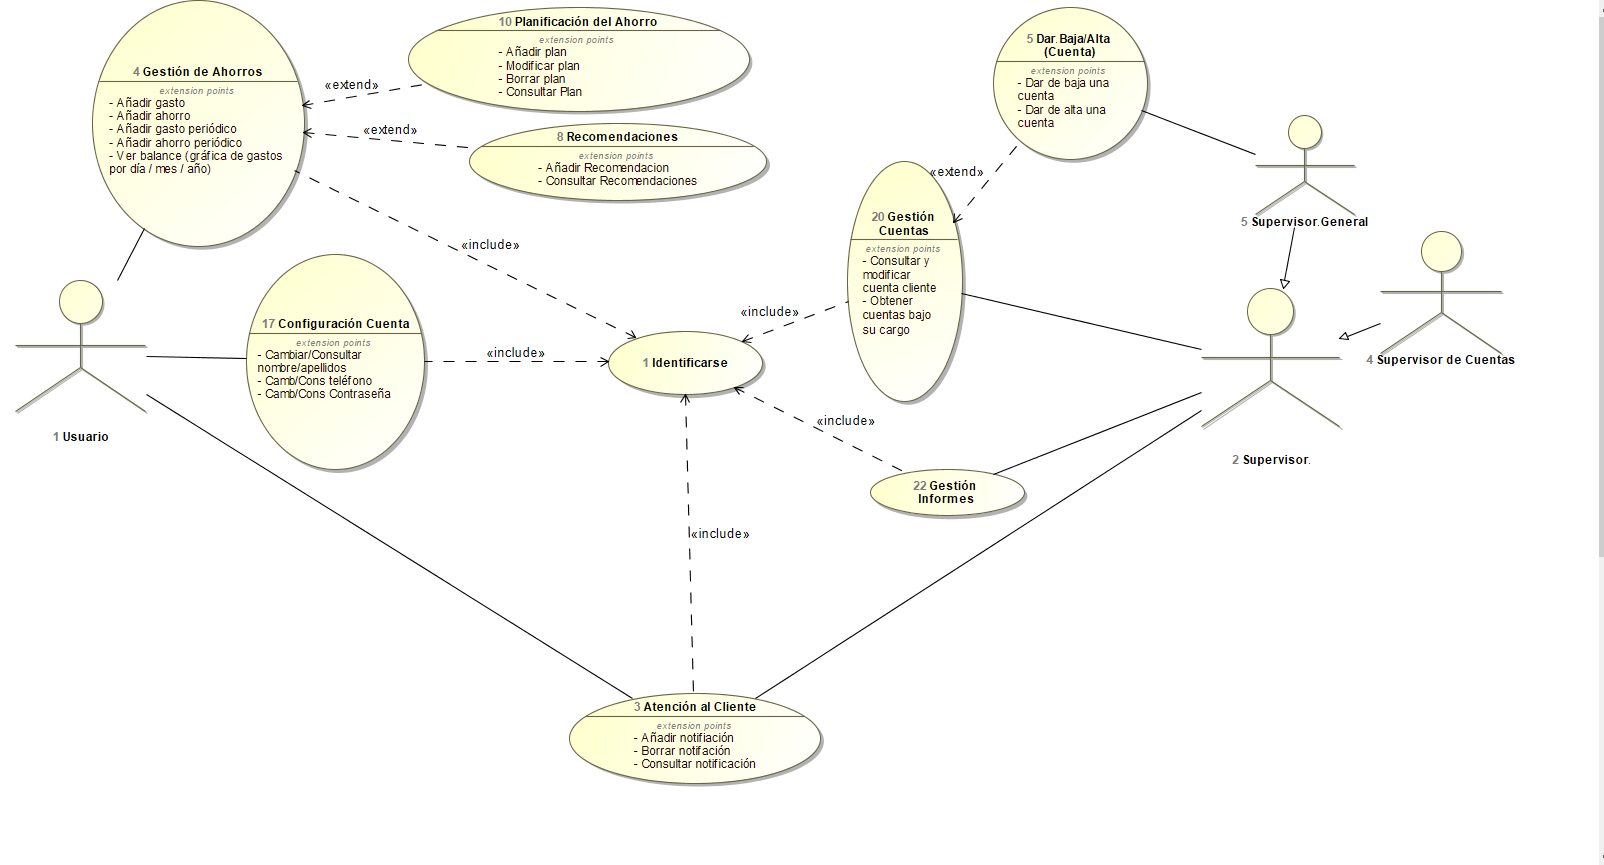 10 Planificación del Ahorro
extension points
- Añadir plan
- Modificar plan
- Borrar plan
- Consultar Plan
5 Dar.Baja/Alta
(Cuenta)
extension points
- Dar de baja una
cuenta
- Dar de alta una
cuenta
4 Gestión de Ahorros
extension points
- Añadir gasto
- Añadir ahorro
- Añadir gasto periódico
- Añadir ahorro periódico
- Ver balance (gráfica de gastos
por día / mes / año)
«extend»
«extend»
8 Recomendaciones
extension points
- Añadir Recomendacion
- Consultar Recomendaciones
«extend»
20 Gestión
Cuentas
extension points
- Consultar y
modificar
cuenta cliente
- Obtener
cuentas bajo
su cargo
5 Supervisor.General
«include»
17 Configuración Cuenta
extension points
- Cambiar/Consultar
nombre/apellidos
- Camb/Cons teléfono
- Camb/Cons Contraseña
«include»
«include»
1 Identificarse
4 Supervisor de Cuentas
1 Usuario
«include»
2 Supervisor.
22 Gestión
Informes
«include»
3 Atención al Cliente
extension points
- Añadir notifiación
- Borrar notifación
- Consultar notificación